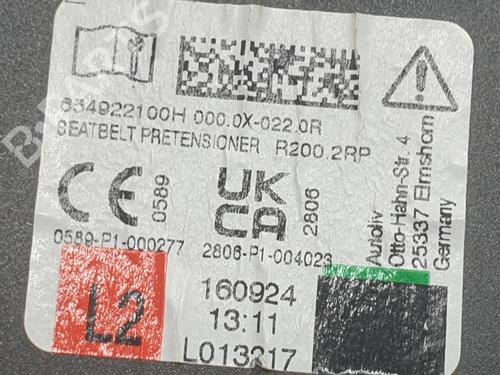 634922100H 000.0X-022.0R
SEATBELT PRETENSIONER R200.2RP
CE 0589
UK
CA 2806
0589-P1-000277
2806-P1-004023
Autoliv
Otto-Hahn-Str. 4
25337 Elmshorn
Germany
L2
160924
13:11
L013217